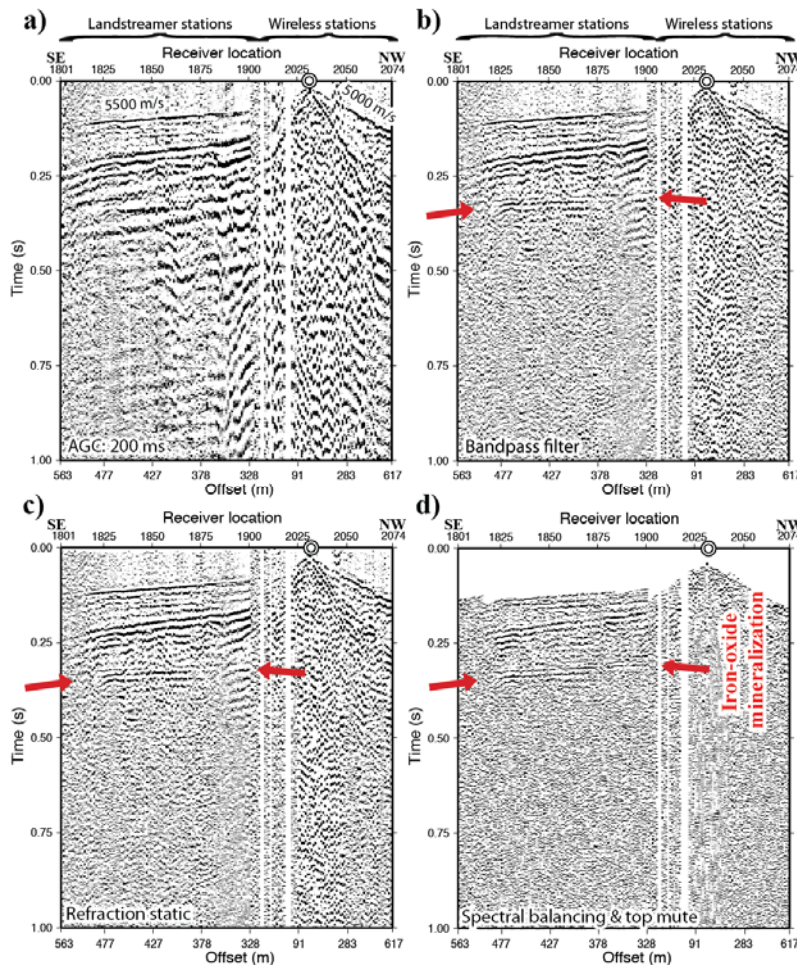 Landstreamer stations Wireless stations Landstreamer stations Wireless stations
a) b)
SE Receiver location NW SE Receiver location NW
1801 1825 1850 1875 1900 2025 2050 2074 1801 1825 1850 1875 1900 2025 2050 2074
0.00 0.00
5500 m/s 5000 m/s
0.25 0.25
Time (s) Time (s)
0.50 0.50
0.75 0.75
AGC: 200 ms Bandpass filter
1.00 1.00
563 477 427 378 328 91 283 617 563 477 427 378 328 91 283 617
Offset (m) Offset (m)
c) d)
SE Receiver location NW SE Receiver location NW
1801 1825 1850 1875 1900 2025 2050 2074 1801 1825 1850 1875 1900 2025 2050 2074
0.00 0.00
0.25 0.25
Iron-oxide
mineralization
Time (s) Time (s)
0.50 0.50
0.75 0.75
Refraction static Spectral balancing & top mute
1.00 1.00
563 477 427 378 328 91 283 617 563 477 427 378 328 91 283 617
Offset (m) Offset (m)